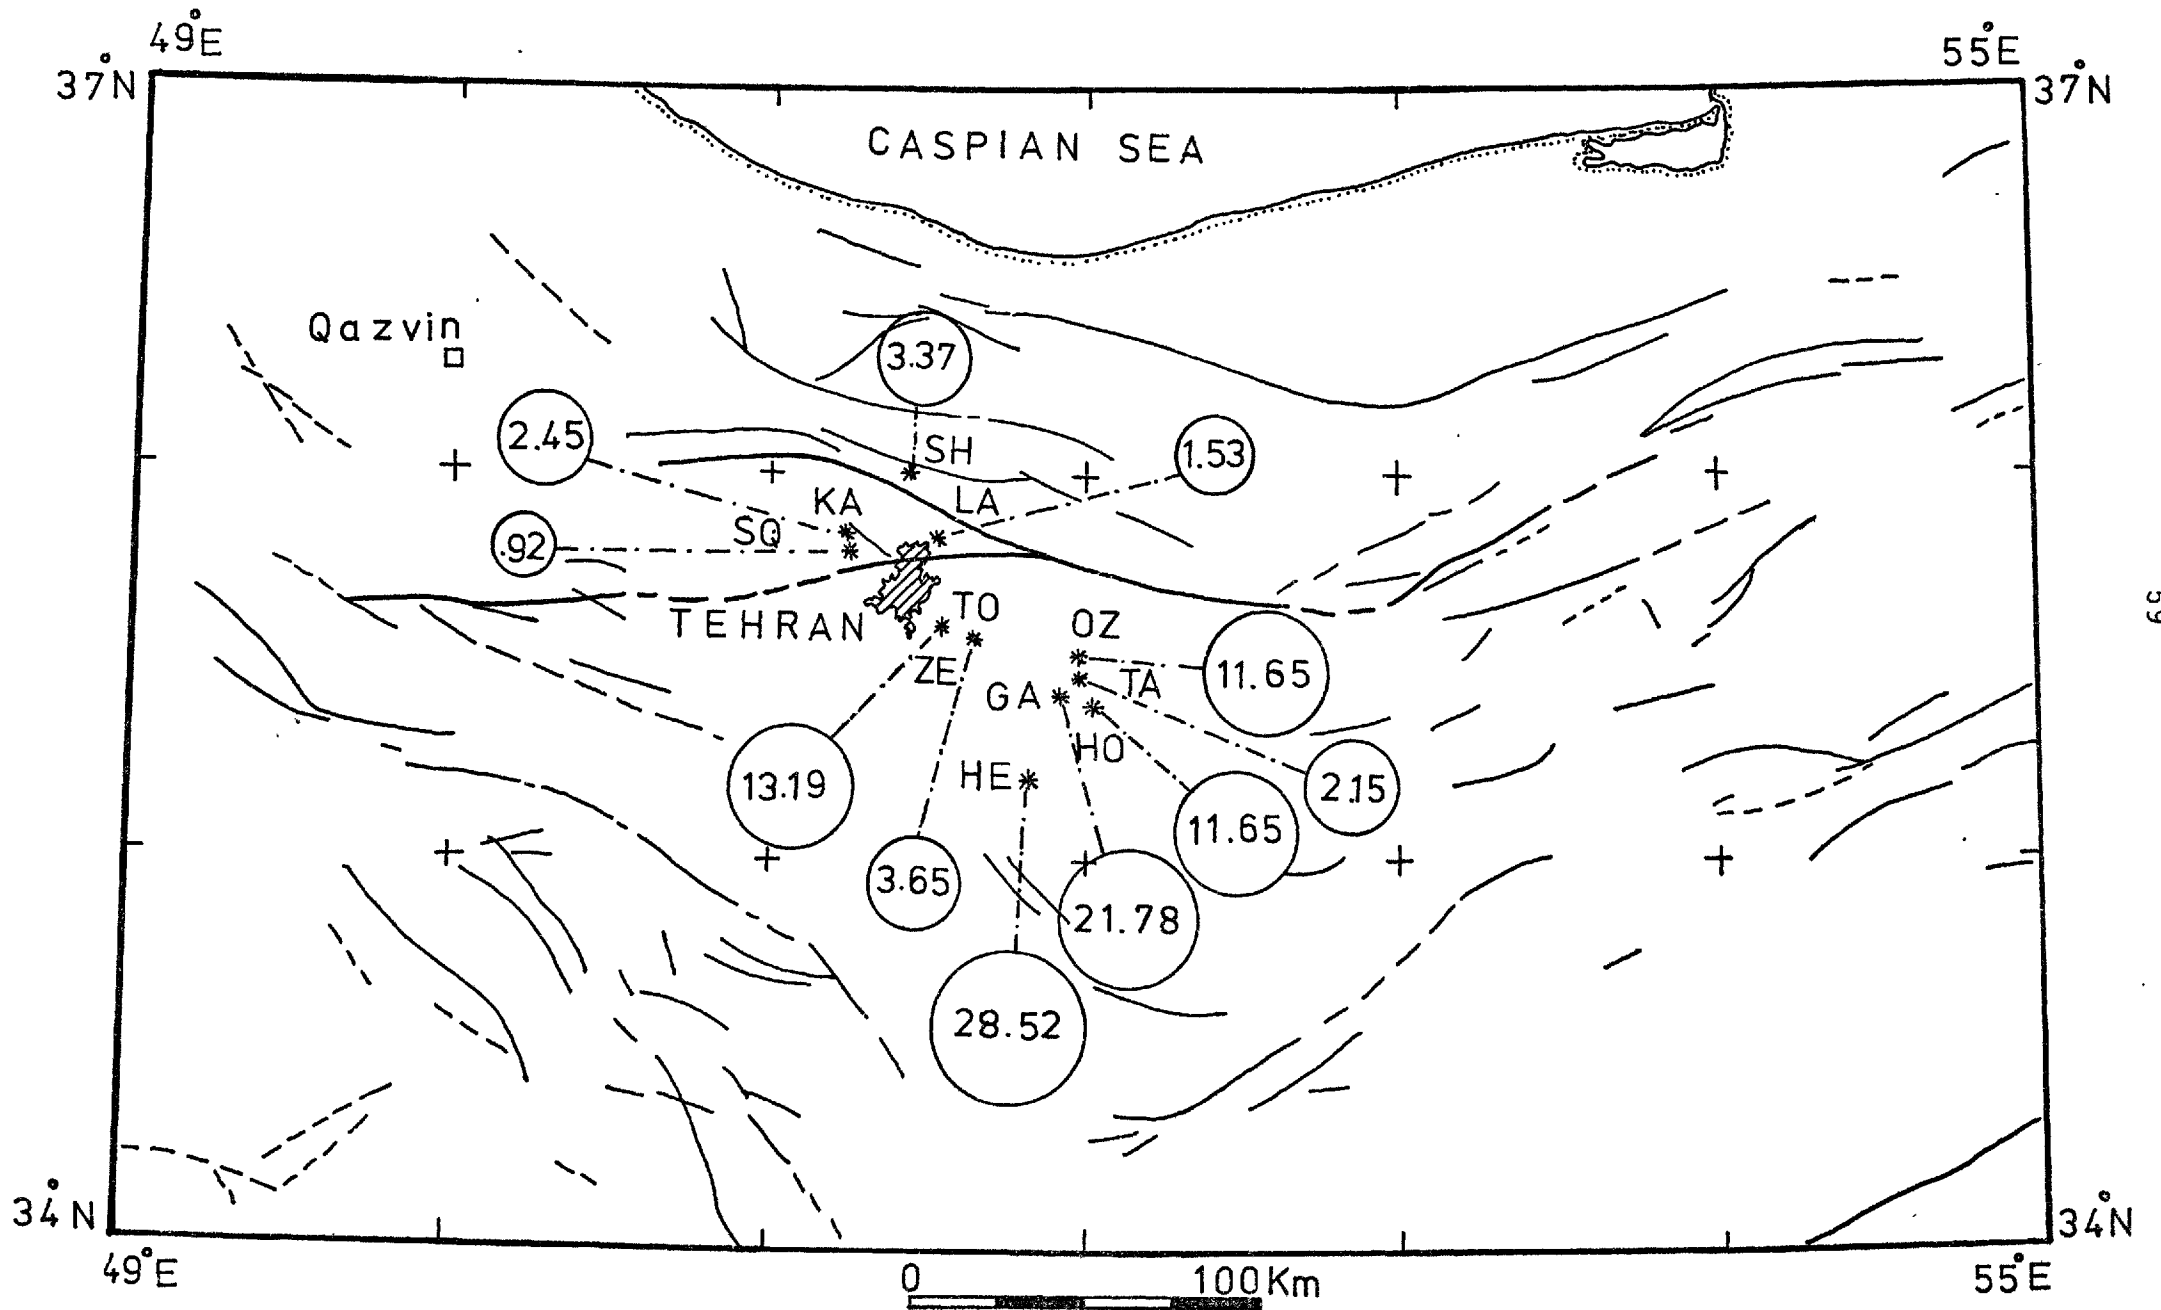 49°E 55°E
37°N 37°N
CASPIAN SEA
Qazvin
3.37
2.45
SH
1.53
KA LA
SQ
.92
TO
TEHRAN OZ
59
ZE
11.65
GA TA
HO
HE
13.19 2.15
11.65
3.65
21.78
28.52
34°N 34°N
49°E 0 100Km 55°E